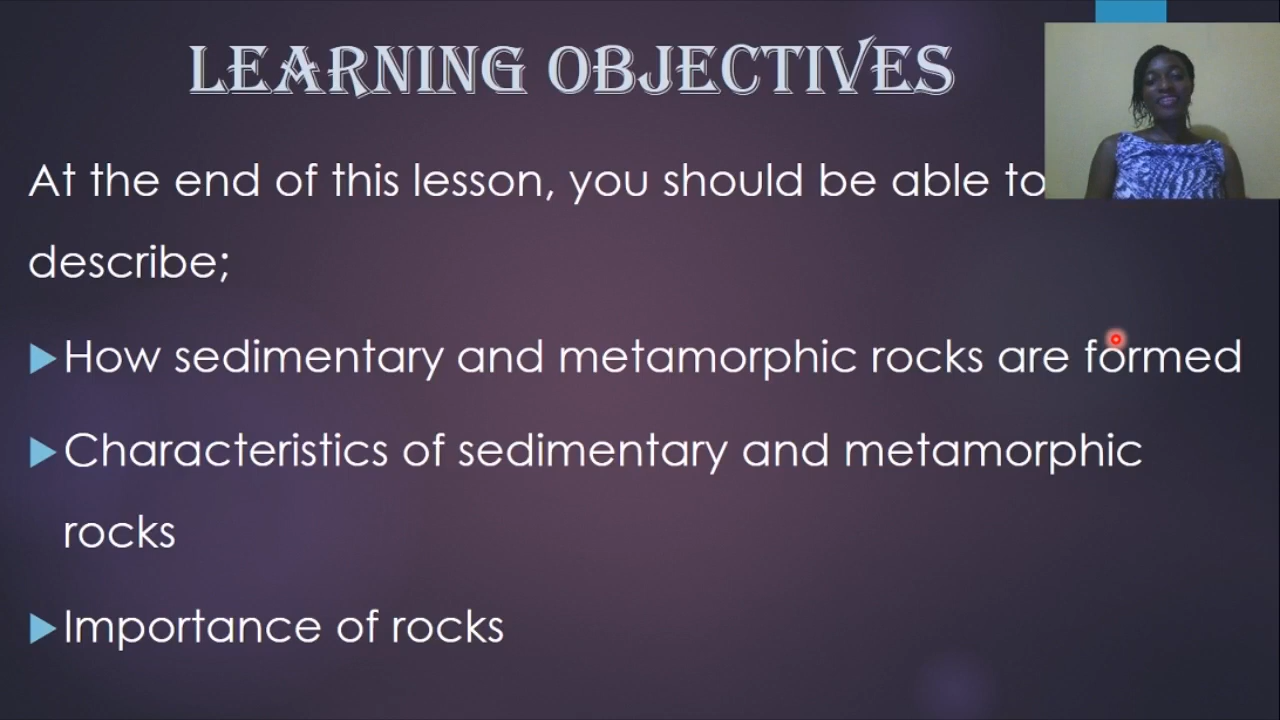 LEARNING OBJECTIVES
At the end of this lesson, you should be able to
describe;
How sedimentary and metamorphic rocks are formed
Characteristics of sedimentary and metamorphic
rocks
Importance of rocks